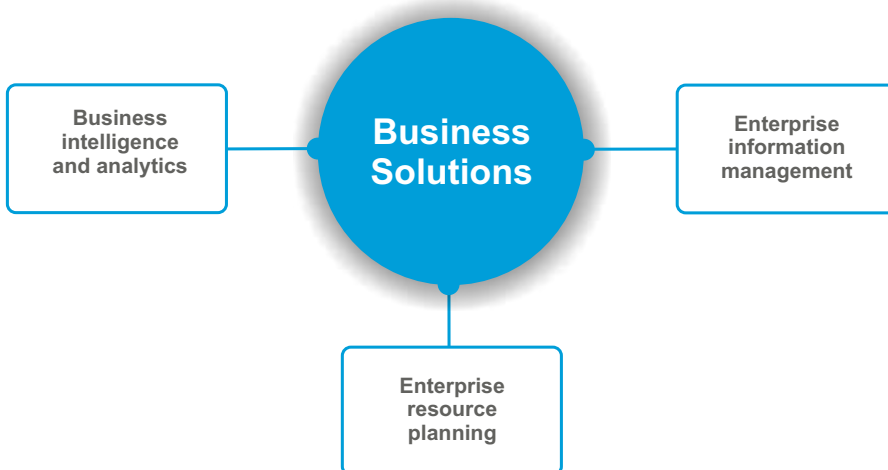 Business
intelligence
and analytics
Business
Solutions
Enterprise
information
management
Enterprise
resource
planning